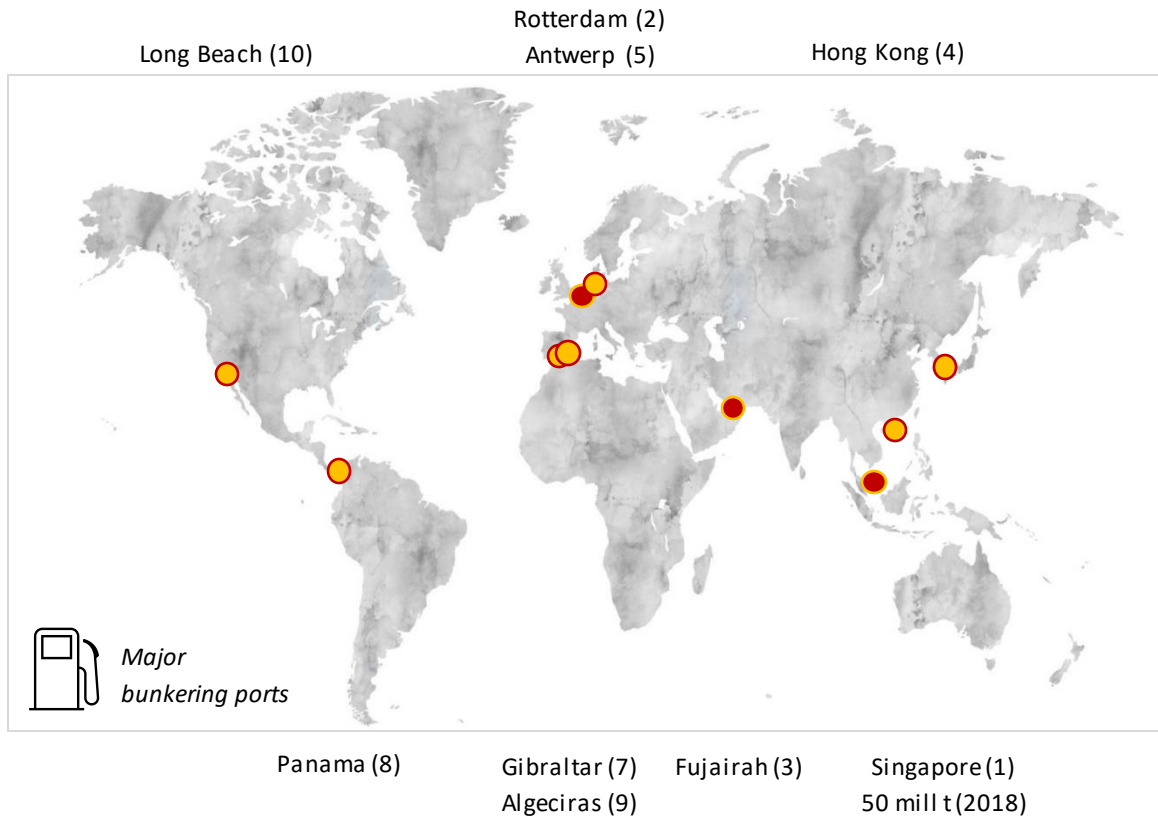 Rotterdam (2)
Long Beach (10)
Antwerp (5)
Hong Kong (4)
Major
bunkering ports
Panama (8)
Gibraltar (7)
Fujairah (3)
Singapore (1)
Algeciras (9)
50 mill t (2018)